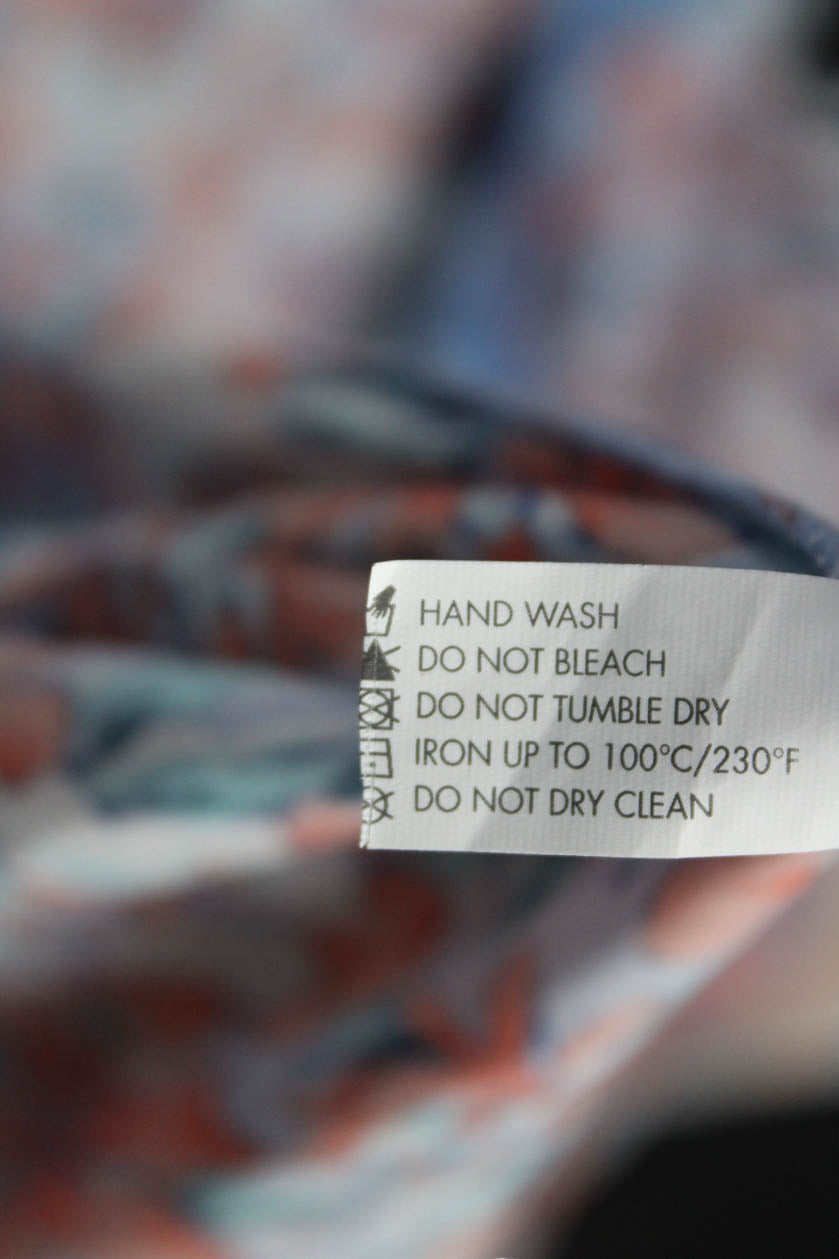 HAND WASH
DO NOT BLEACH
DO NOT TUMBLE DRY
IRON UP TO 100°C/230°F
DO NOT DRY CLEAN